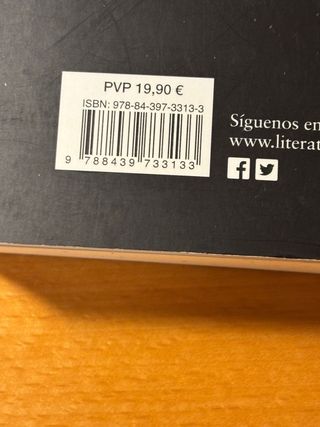 PVP 19,90 €
ISBN: 978-84-397-3313-3
9 788439 733133
Síguenos en
www.literat